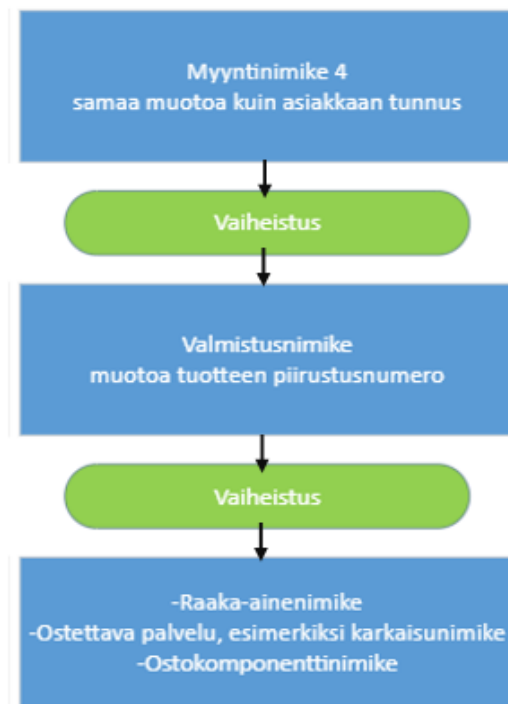 Myyntinimike 4
samaa muotoa kuin asiakkaan tunnus
Vaiheistus
Valmistusnimike
muotoa tuotteen piirustusnumero
Vaiheistus
-Raaka-ainenimike
-Ostettava palvelu, esimerkiksi karkaisunimike
-Ostokomponenttinimike